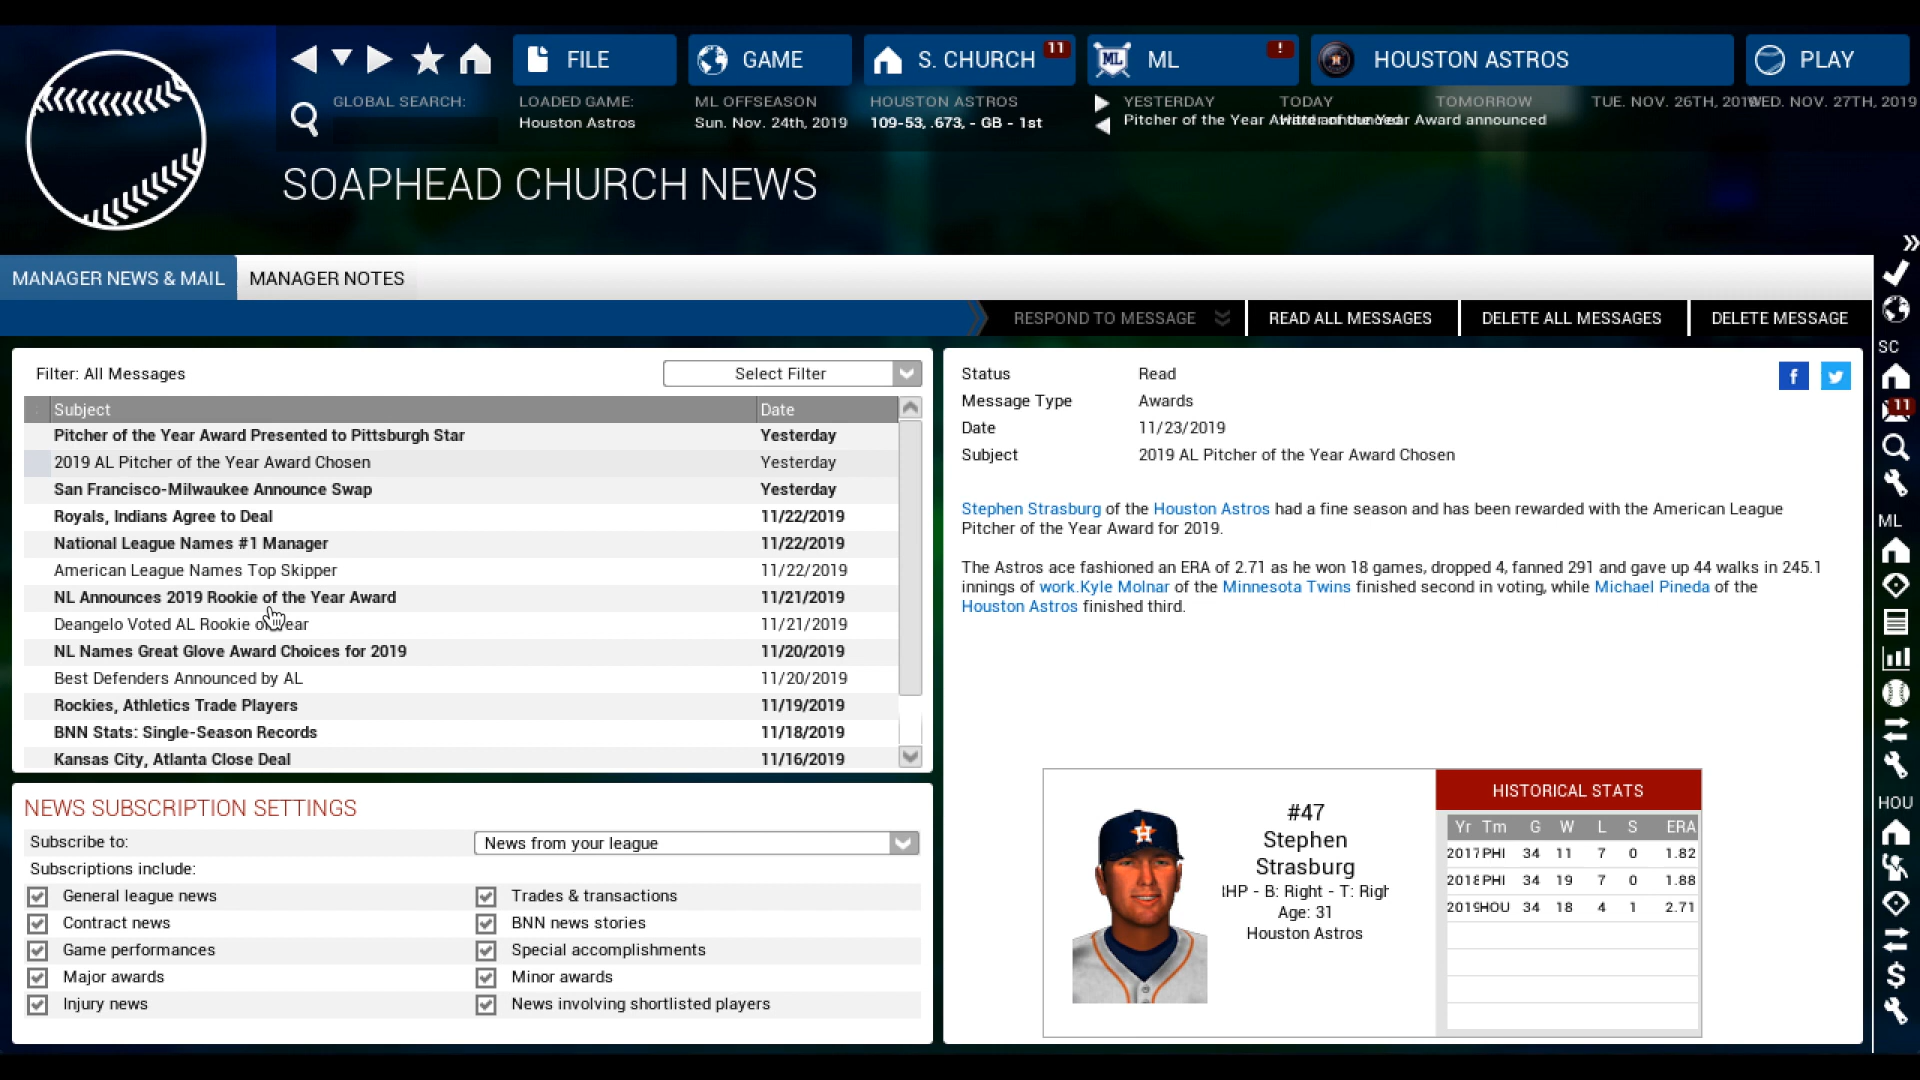 FILE
GAME
S. CHURCH 11
ML !
HOUSTON ASTROS
PLAY
GLOBAL SEARCH:
LOADED GAME:
Houston Astros
ML OFFSEASON
Sun. Nov. 24th, 2019
HOUSTON ASTROS
109-53, .673, - GB - 1st
YESTERDAY
TODAY
TOMORROW
TUE. NOV. 26TH, 2019
WED. NOV. 27TH, 2019
Pitcher of the Year
Year Award announced
SOAPHEAD CHURCH NEWS
MANAGER NEWS & MAIL
MANAGER NOTES
RESPOND TO MESSAGE
READ ALL MESSAGES
DELETE ALL MESSAGES
DELETE MESSAGE
Filter: All Messages
Select Filter
Subject Date
Pitcher of the Year Award Presented to Pittsburgh Star Yesterday
2019 AL Pitcher of the Year Award Chosen Yesterday
San Francisco-Milwaukee Announce Swap Yesterday
Royals, Indians Agree to Deal 11/22/2019
National League Names #1 Manager 11/22/2019
American League Names Top Skipper 11/22/2019
NL Announces 2019 Rookie of the Year Award 11/21/2019
Deangelo Voted AL Rookie of Year 11/21/2019
NL Names Great Glove Award Choices for 2019 11/20/2019
Best Defenders Announced by AL 11/20/2019
Rockies, Athletics Trade Players 11/19/2019
BNN Stats: Single-Season Records 11/18/2019
Kansas City, Atlanta Close Deal 11/16/2019
NEWS SUBSCRIPTION SETTINGS
Subscribe to: News from your league
Subscriptions include:
General league news Trades & transactions
Contract news BNN news stories
Game performances Special accomplishments
Major awards Minor awards
Injury news News involving shortlisted players
Status Read
Message Type Awards
Date 11/23/2019
Subject 2019 AL Pitcher of the Year Award Chosen
Stephen Strasburg of the Houston Astros had a fine season and has been rewarded with the American League
Pitcher of the Year Award for 2019.
The Astros ace fashioned an ERA of 2.71 as he won 18 games, dropped 4, fanned 291 and gave up 44 walks in 245.1
innings of work.Kyle Molnar of the Minnesota Twins finished second in voting, while Michael Pineda of the
Houston Astros finished third.
#47
Stephen
Strasburg
IHP - B: Right - T: Righ
Age: 31
Houston Astros
HISTORICAL STATS
Yr Tm G W L S ERA
2017 PHI 34 11 7 0 1.82
2018 PHI 34 19 7 0 1.88
2019 HOU 34 18 4 1 2.71
SC
11
ML
HOU